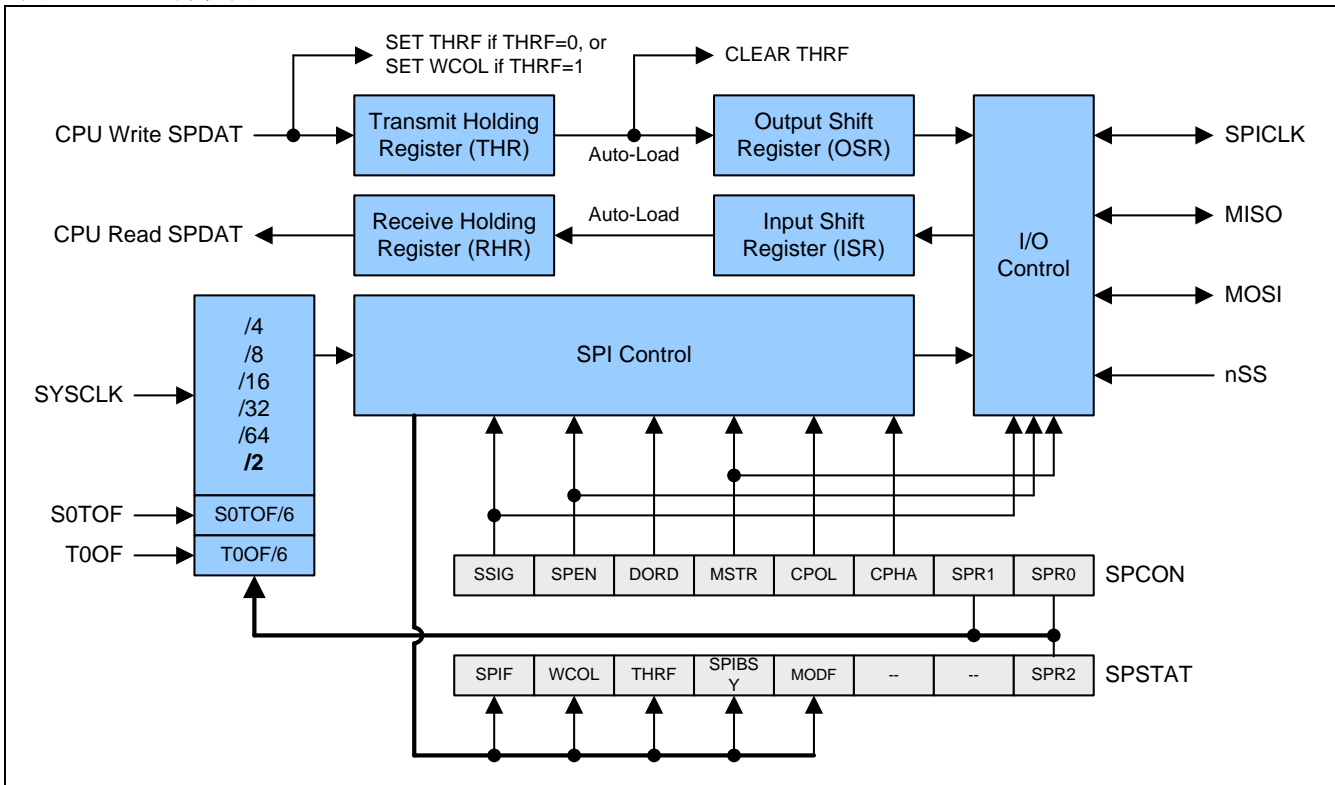 SET THRF if THRF=0, or
SET WCOL if THRF=1
CLEAR THRF
CPU Write SPDAT
Transmit Holding
Register (THR)
Auto-Load
Output Shift
Register (OSR)
SPICLK
CPU Read SPDAT
Receive Holding
Register (RHR)
Auto-Load
Input Shift
Register (ISR)
I/O
Control
MISO
MOSI
nSS
SYSCLK
/4
/8
/16
/32
/64
/2
SPI Control
S0TOF
S0TOF/6
T0OF
T0OF/6
SSIG SPEN DORD MSTR CPOL CPHA SPR1 SPR0 SPCON
SPIF WCOL THRF SPIBS
Y MODF -- -- SPR2 SPSTAT